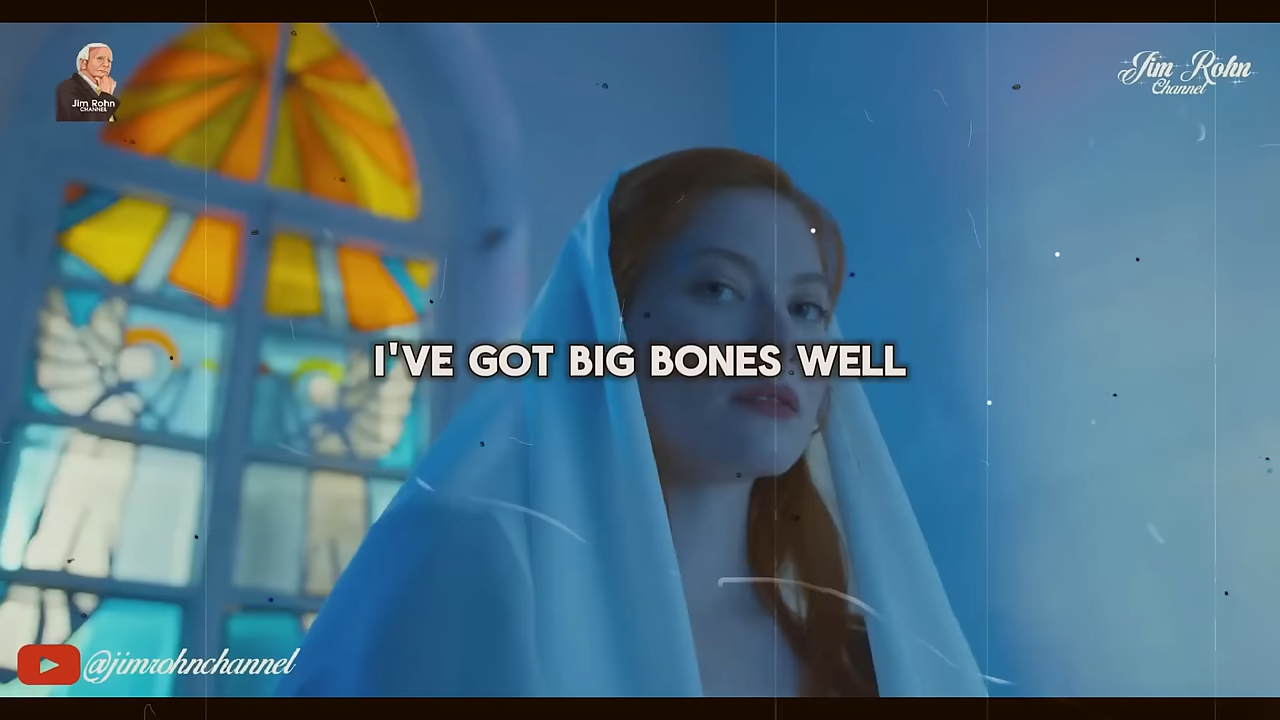 Jim Rohn
CHANNEL
Jim Rohn
Channel
I'VE GOT BIG BONES WELL
@jimrohnchannel